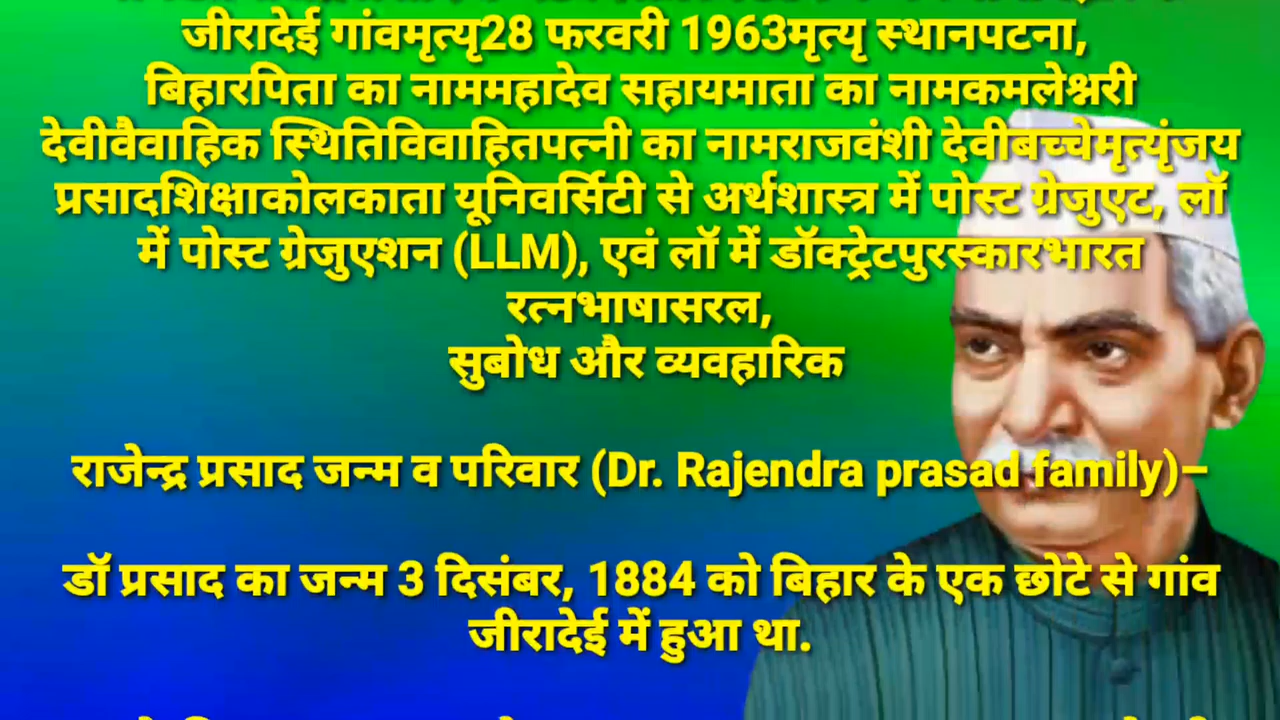 जीरादेई गांवमृत्यृ28 फरवरी 1963मृत्यृ स्थानपटना,
बिहारपिता का नाममहादेव सहायमाता का नामकमलेश्वरी
देवीवैवाहिक स्थितिविवाहितपत्नी का नामराजवंशी देवीबच्चेमृत्यृंजय
प्रसादशिक्षाकोलकाता यूनिवर्सिटी से अर्थशास्त्र में पोस्ट ग्रेजुएट, लॉ
में पोस्ट ग्रेजुएशन (LLM), एवं लॉ में डॉक्ट्रेटपुरस्कारभारत
रत्नभाषासरल,
सुबोध और व्यवहारिक
राजेन्द्र प्रसाद जन्म व परिवार (Dr. Rajendra prasad family)–
डॉ प्रसाद का जन्म 3 दिसंबर, 1884 को बिहार के एक छोटे से गांव
जीरादेई में हुआ था.